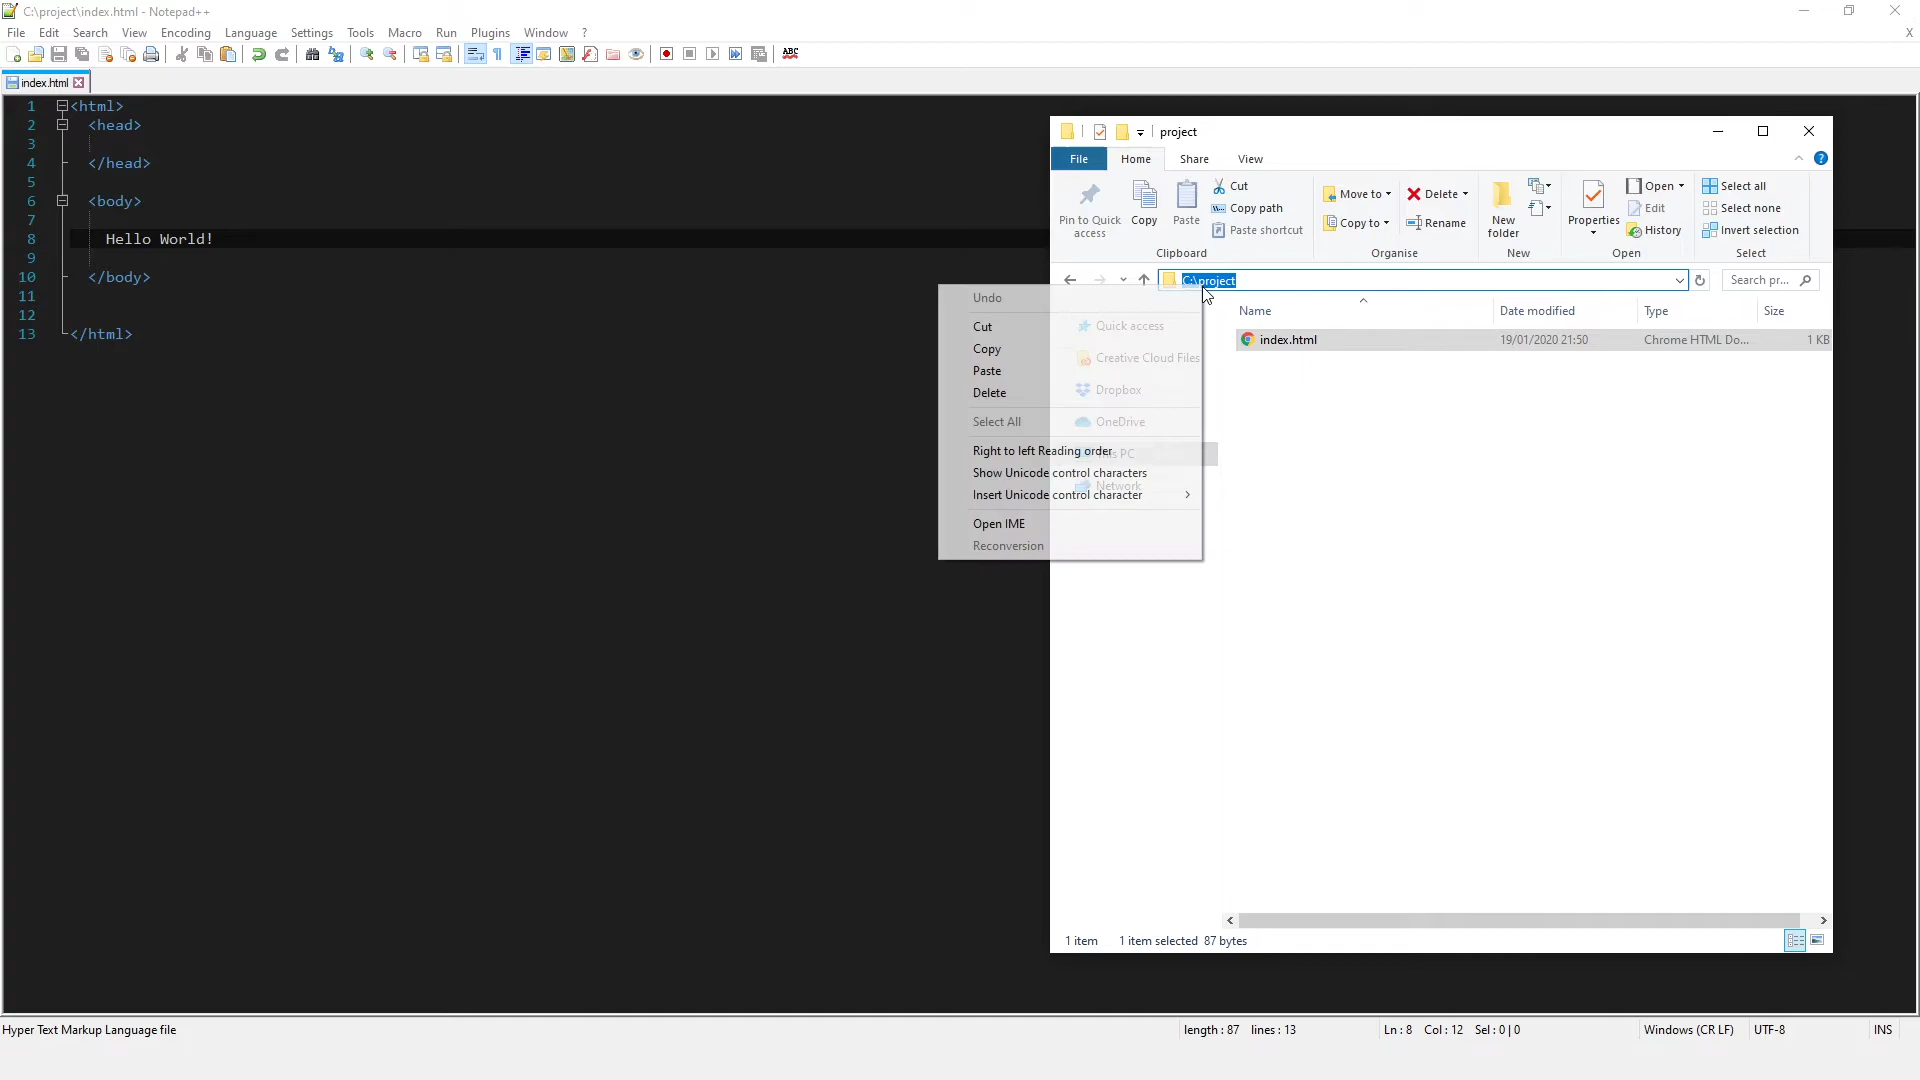 C:\project\index.html - Notepad++
File Edit Search View Encoding Language Settings Tools Macro Run Plugins Window ? X
ABC
index.html
1 <html>
2 <head>
3
4 </head>
5
6 <body>
7
8 Hello World!
9
10 </body>
11
12
13 </html>
project
File Home Share View
Pin to Quick access
Copy
Paste
Cut
Copy path
Paste shortcut
Clipboard
Move to
Copy to
Delete
Rename
Organise
New folder
New
Properties
Open
Edit
History
Open
Select all
Select none
Invert selection
Select
C:\project
Search pr...
Name Date modified Type Size
index.html 19/01/2020 21:50 Chrome HTML Do... 1 KB
Quick access
Creative Cloud Files
Dropbox
OneDrive
This PC
Network
Undo
Cut
Copy
Paste
Delete
Select All
Right to left Reading order
Show Unicode control characters
Insert Unicode control character
Open IME
Reconversion
1 item 1 item selected 87 bytes
Hyper Text Markup Language file length : 87 lines : 13 Ln : 8 Col : 12 Sel : 0 | 0 Windows (CR LF) UTF-8 INS